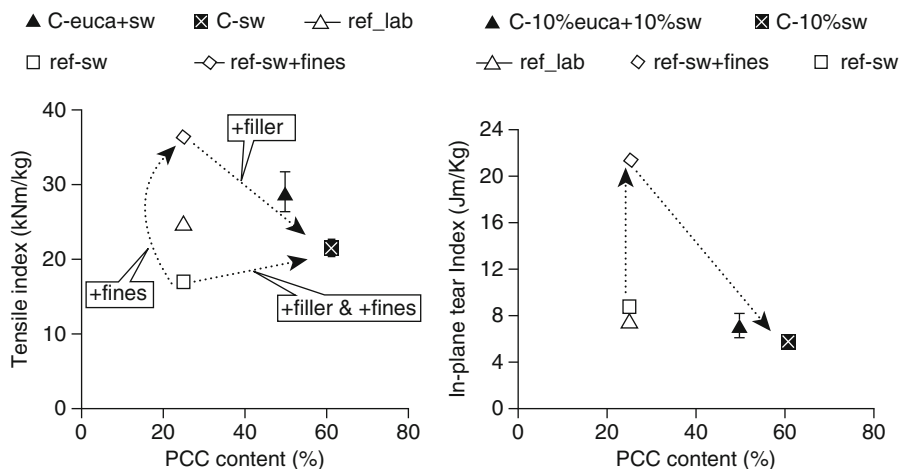 C-euca+sw C-sw ref_lab
ref-sw ref-sw+fines
Tensile index (kNm/kg)
40
30
20
10
0
0 20 40 60 80
PCC content (%)
+filler
+fines
+filler & +fines
C-10%euca+10%sw C-10%sw
ref_lab ref-sw+fines ref-sw
In-plane tear Index (Jm/Kg)
24
20
16
12
8
4
0
0 20 40 60 80
PCC content (%)